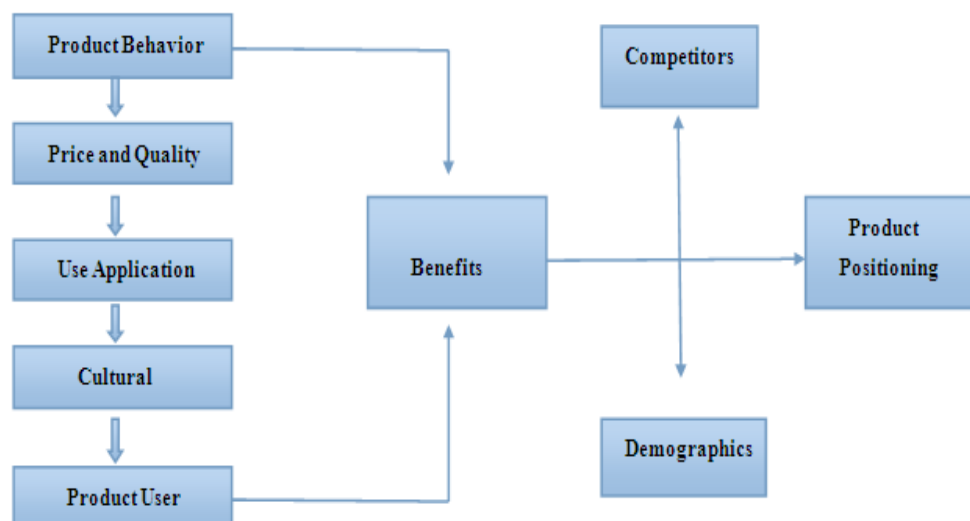 Product Behavior
Price and Quality
Use Application
Cultural
Product User
Benefits
Competitors
Demographics
Product
Positioning